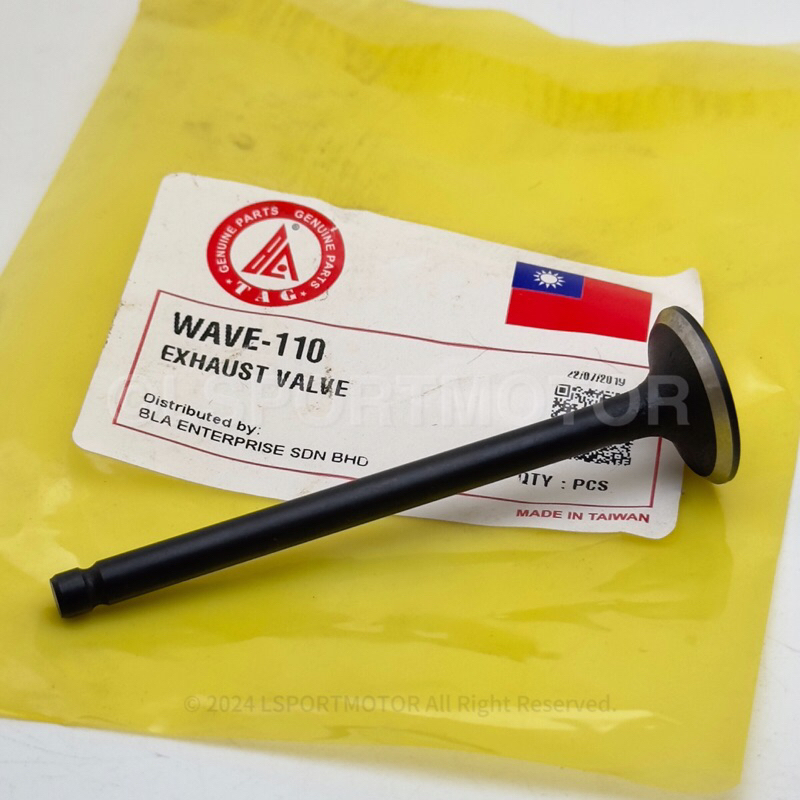 GENUINE PARTS GENUINE PARTS
®
• TAG •
WAVE-110
EXHAUST VALVE
22/07/2019
©LSPORTMOTOR
Distributed by:
BLA ENTERPRISE SDN BHD
QTY : PCS
MADE IN TAIWAN
© 2024 LSPORTMOTOR All Right Reserved.